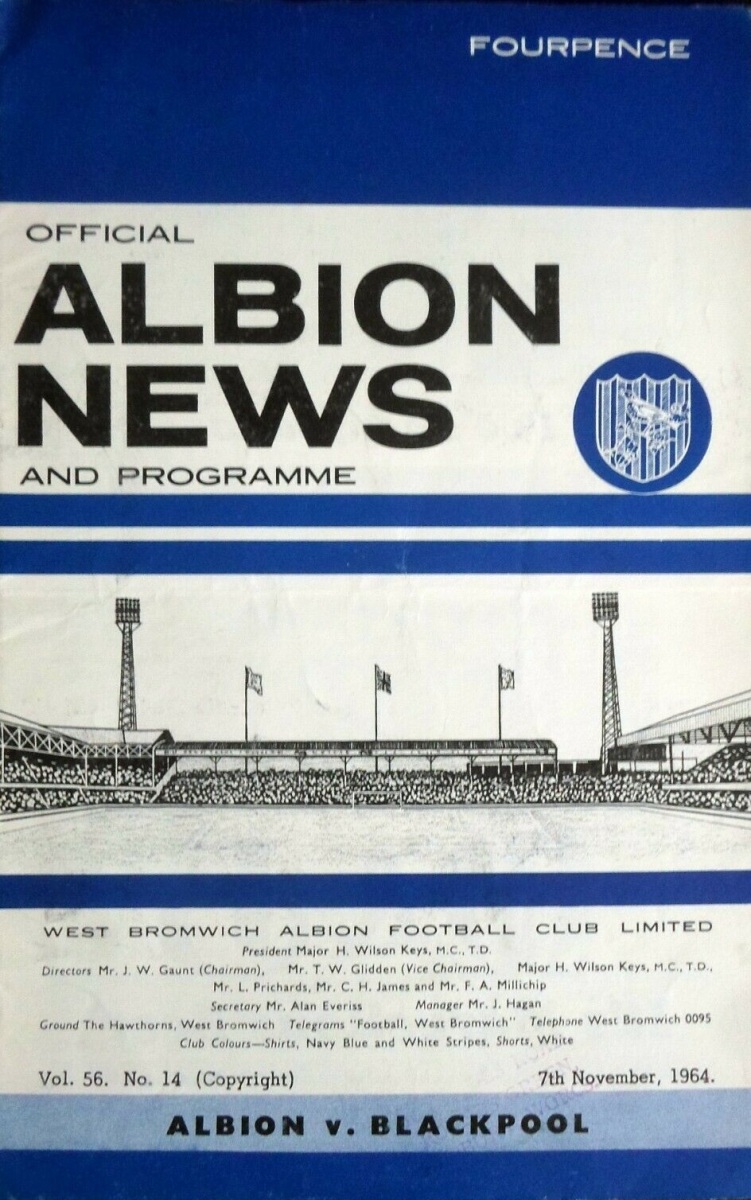 FOURPENCE
OFFICIAL
ALBION
NEWS
AND PROGRAMME
WEST BROMWICH ALBION FOOTBALL CLUB LIMITED
President Major H. Wilson Keys, M.C., T.D.
Directors Mr. J. W. Gaunt (Chairman), Mr. T. W. Glidden (Vice Chairman), Major H. Wilson Keys, M.C., T.D.,
Mr. L. Prichards, Mr. C. H. James and Mr. F. A. Millichip
Secretary Mr. Alan Everiss Manager Mr. J. Hagan
Ground The Hawthorns, West Bromwich Telegrams "Football, West Bromwich" Telephone West Bromwich 0095
Club Colours—Shirts, Navy Blue and White Stripes, Shorts, White
Vol. 56. No. 14 (Copyright) 7th November, 1964.
ALBION v. BLACKPOOL